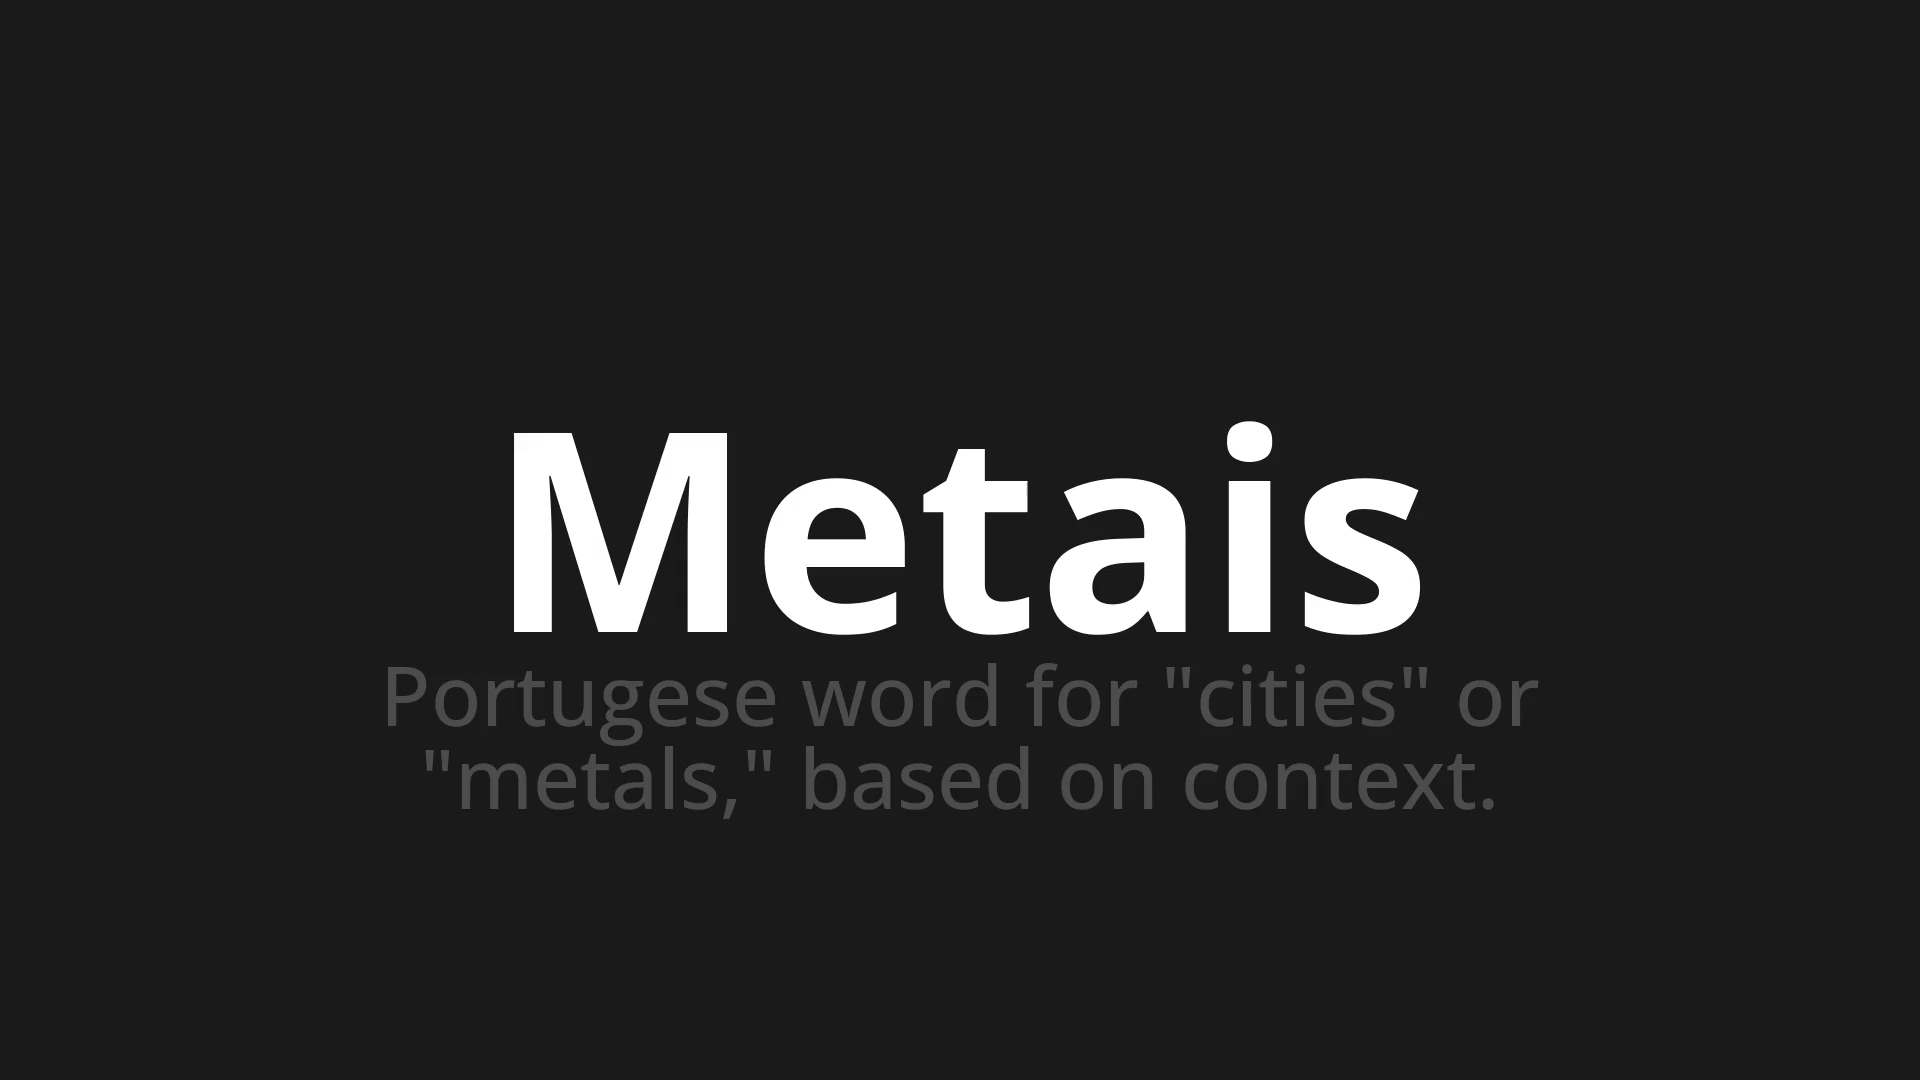 Metais
Portugese word for "cities" or
"metals," based on context.